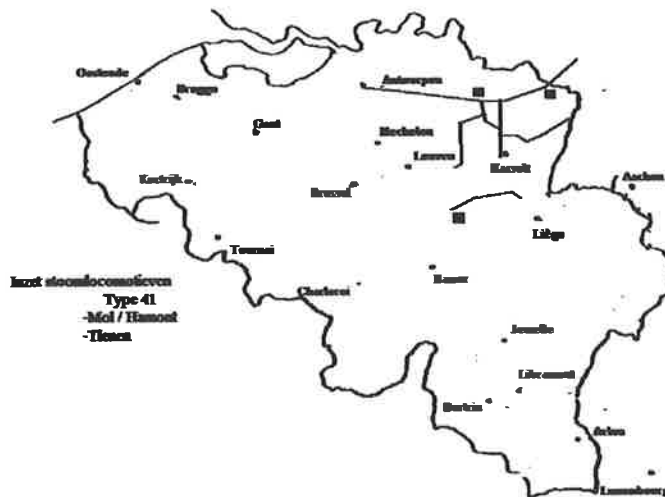 Oostende
Brugge
Antwerpen
Gent
Mechelen
Leuven
Hasselt
Kortrijk
Brussel
Aachen
Liège
Tournai
Namur
Inzet stoomlocomotieven
Charleroi
Type 41
-Mol / Hamont
-Tienen
Jemelle
Libramont
Bertrix
Arlon
Luxembourg